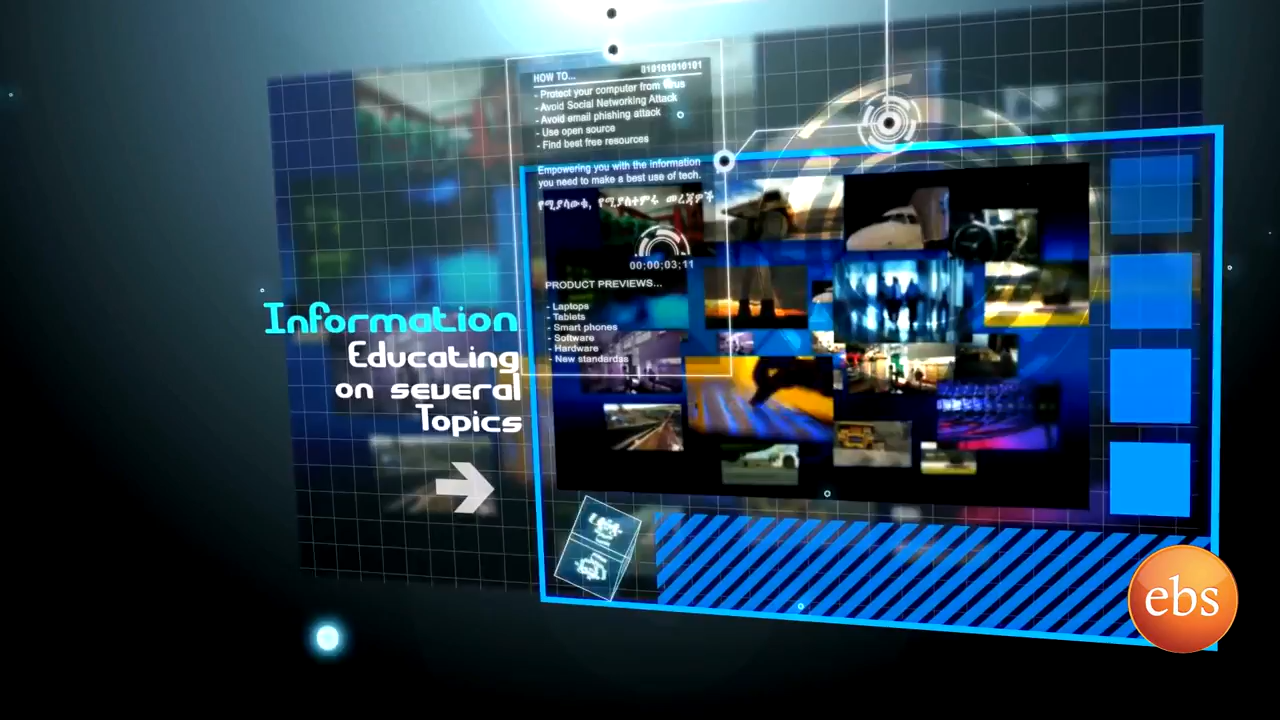 HOW TO... 010101010101
- Protect your computer from virus
- Avoid Social Networking Attack
- Avoid email phishing attack
- Use open source
- Find best free resources
Empowering you with the information
you need to make a best use of tech.
የሚያሳውቁ, የሚያስተምሩ መረጃዎች
00;00;03;11
PRODUCT PREVIEWS...
- Laptops
- Tablets
- Smart phones
- Software
- Hardware
- New standardss
Information
Educating
on several
Topics
ebs